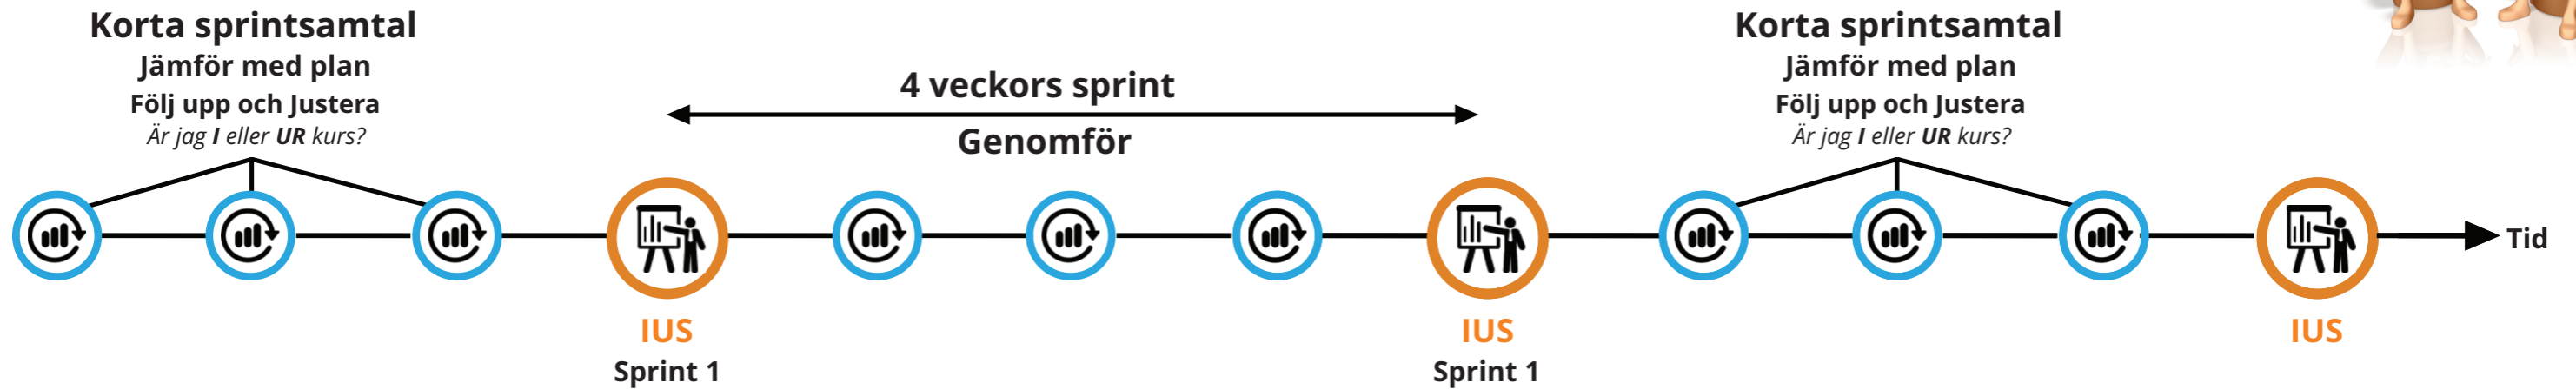 Korta sprintsamtal
Jämför med plan
Följ upp och Justera
Är jag I eller UR kurs?
4 veckors sprint
Genomför
Korta sprintsamtal
Jämför med plan
Följ upp och Justera
Är jag I eller UR kurs?
Tid
IUS
Sprint 1
IUS
Sprint 1
IUS